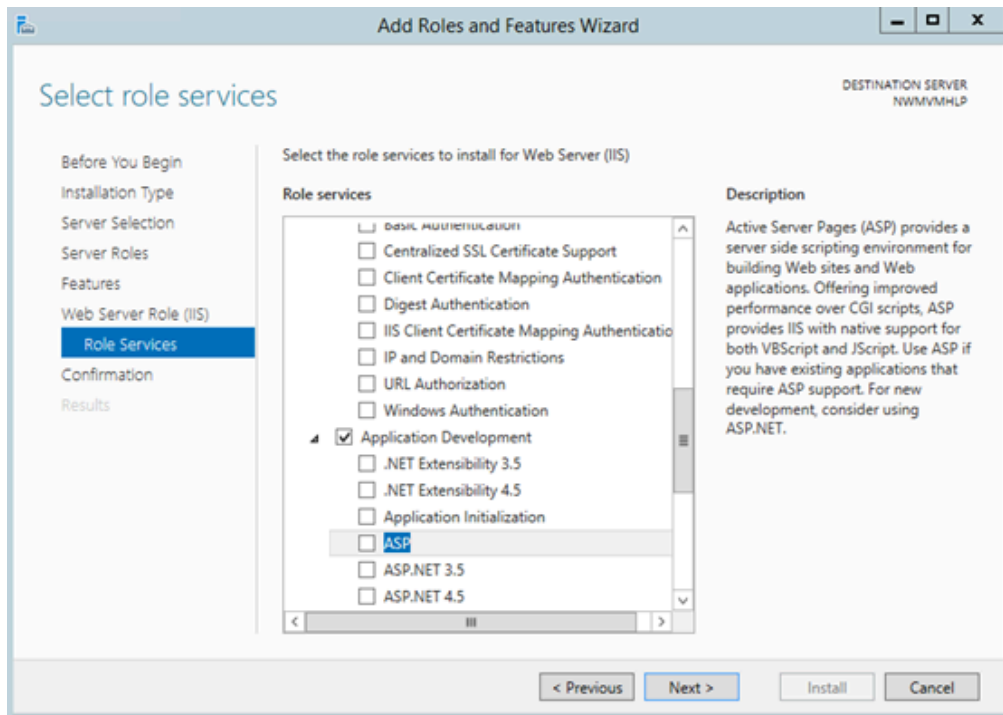 Add Roles and Features Wizard
Select role services
DESTINATION SERVER
NWMVMHLP
Before You Begin
Installation Type
Server Selection
Server Roles
Features
Web Server Role (IIS)
Role Services
Confirmation
Results
Select the role services to install for Web Server (IIS)
Role services
Basic Authentication
Centralized SSL Certificate Support
Client Certificate Mapping Authentication
Digest Authentication
IIS Client Certificate Mapping Authenticatio
IP and Domain Restrictions
URL Authorization
Windows Authentication
Application Development
.NET Extensibility 3.5
.NET Extensibility 4.5
Application Initialization
ASP
ASP.NET 3.5
ASP.NET 4.5
Description
Active Server Pages (ASP) provides a
server side scripting environment for
building Web sites and Web
applications. Offering improved
performance over CGI scripts, ASP
provides IIS with native support for
both VBScript and JScript. Use ASP if
you have existing applications that
require ASP support. For new
development, consider using
ASP.NET.
< Previous
Next >
Install
Cancel